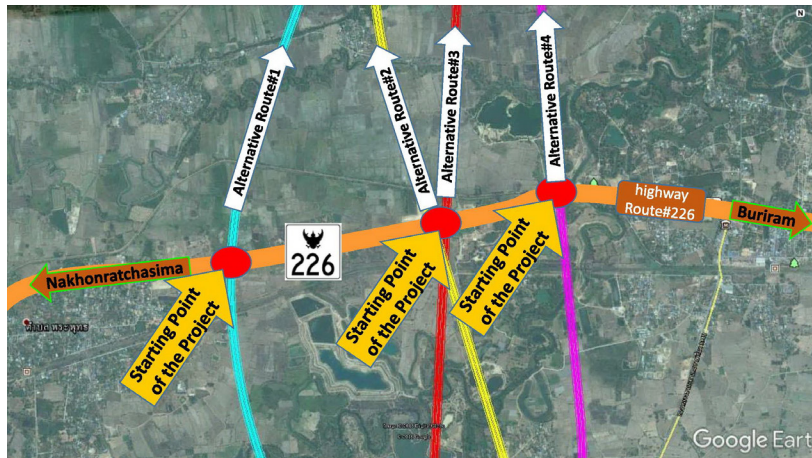 N
Alternative Route#1
Alternative Route#2
Alternative Route#3
Alternative Route#4
highway
Route#226
Buriram
226
Nakhonratchasima
Starting Point
of the Project
Starting Point
of the Project
Starting Point
of the Project
Google Eart